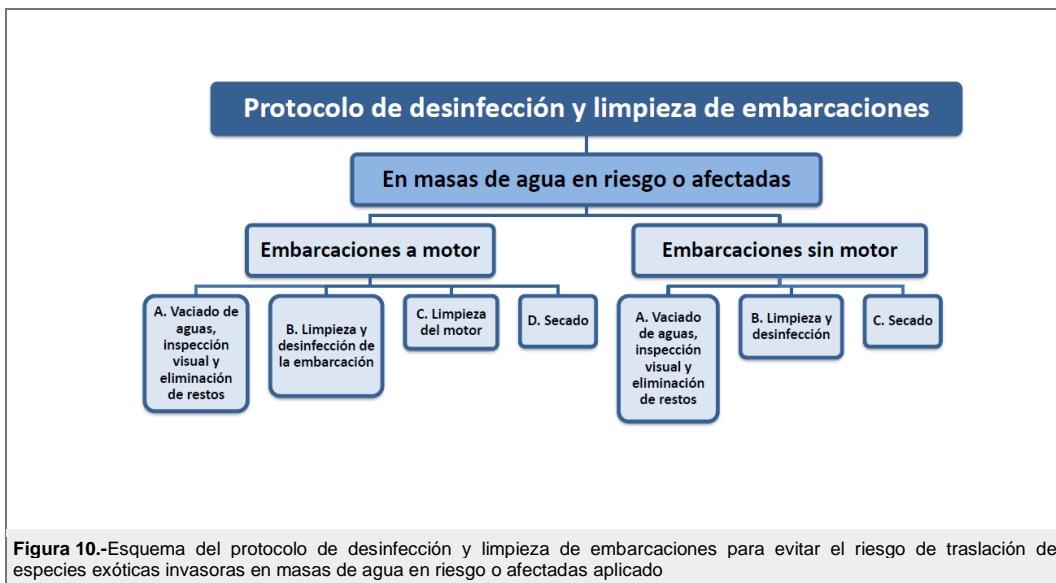 Protocolo de desinfección y limpieza de embarcaciones
En masas de agua en riesgo o afectadas
Embarcaciones a motor
Embarcaciones sin motor
A. Vaciado de
aguas,
inspección
visual y
eliminación
de restos
B. Limpieza y
desinfección de
la embarcación
C. Limpieza
del motor
D. Secado
A. Vaciado
de aguas,
inspección
visual y
eliminación
de restos
B. Limpieza y
desinfección
C. Secado
Figura 10.-Esquema del protocolo de desinfección y limpieza de embarcaciones para evitar el riesgo de traslación de
especies exóticas invasoras en masas de agua en riesgo o afectadas aplicado